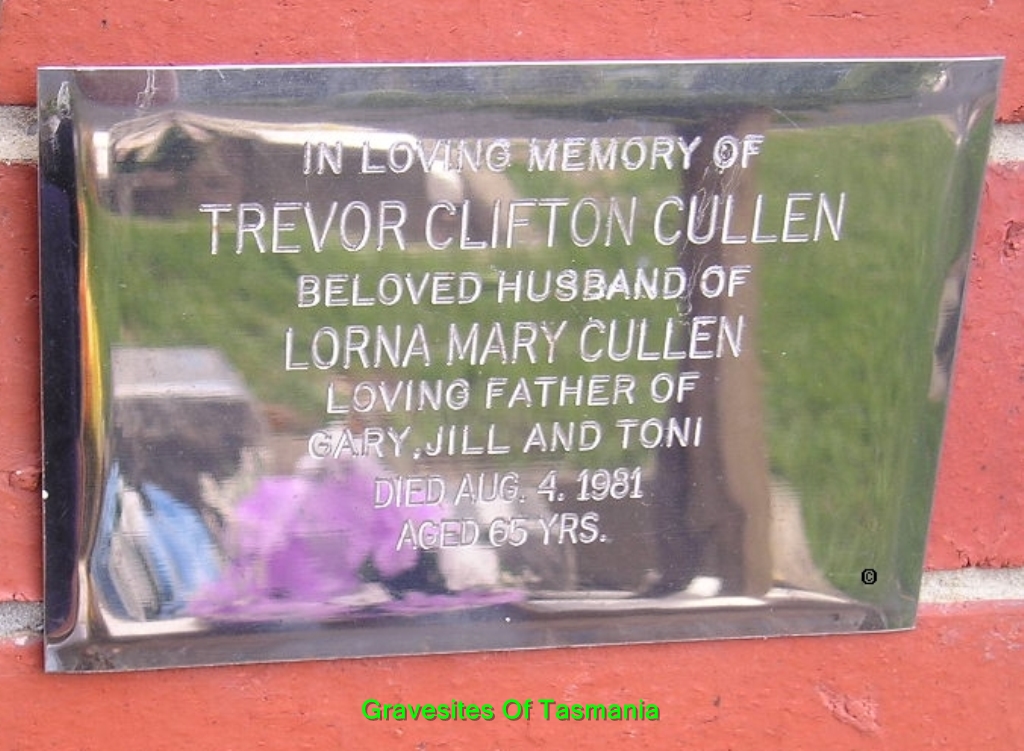 IN LOVING MEMORY OF
TREVOR CLIFTON CULLEN
BELOVED HUSBAND OF
LORNA MARY CULLEN
LOVING FATHER OF
GARY, JILL AND TONI
DIED AUG. 4. 1981
AGED 65 YRS.
©
Gravesites Of Tasmania